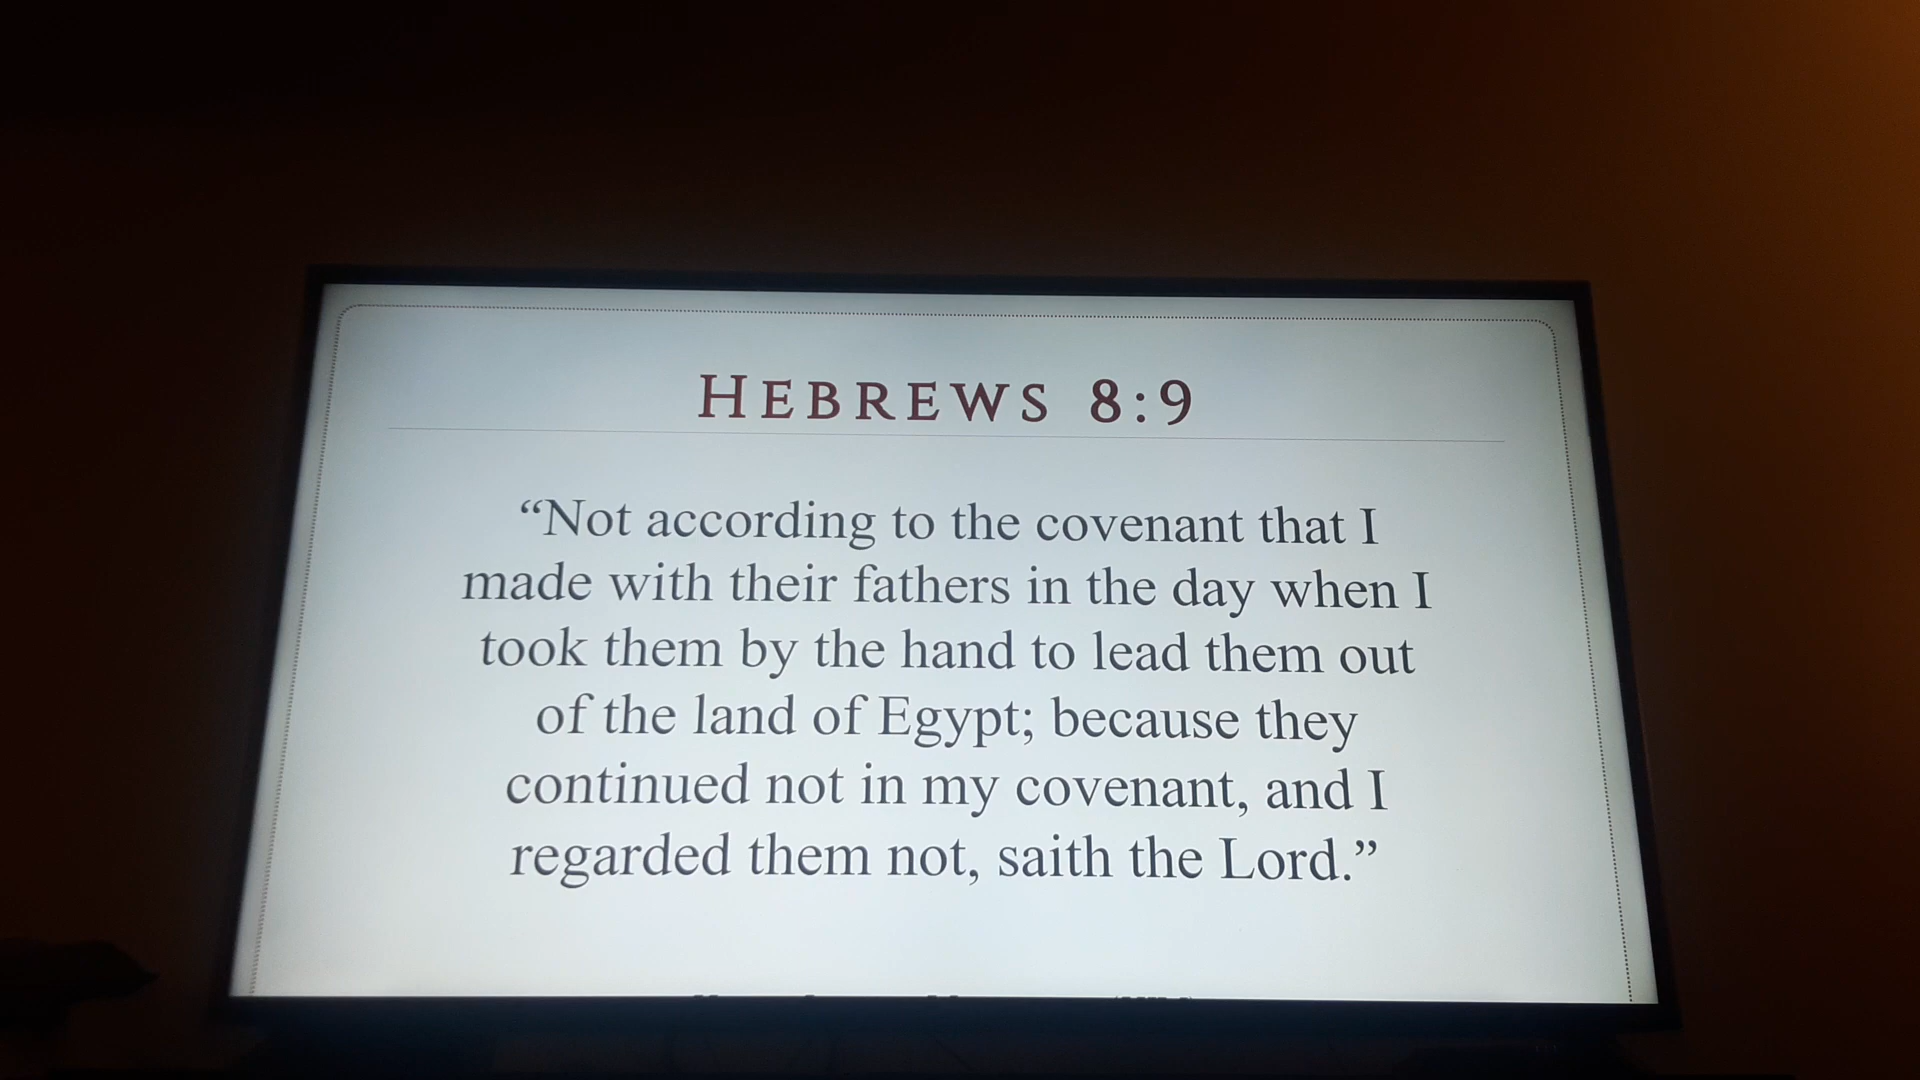 HEBREWS 8:9
“Not according to the covenant that I
made with their fathers in the day when I
took them by the hand to lead them out
of the land of Egypt; because they
continued not in my covenant, and I
regarded them not, saith the Lord.”